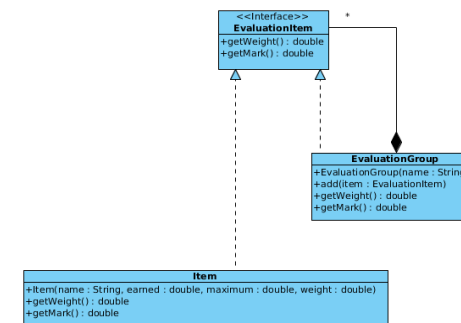 <<Interface>>
EvaluationItem
+getWeight() : double
+getMark() : double
*
EvaluationGroup
+EvaluationGroup(name : String
+add(item : EvaluationItem)
+getWeight() : double
+getMark() : double
Item
+Item(name : String, earned : double, maximum : double, weight : double)
+getWeight() : double
+getMark() : double